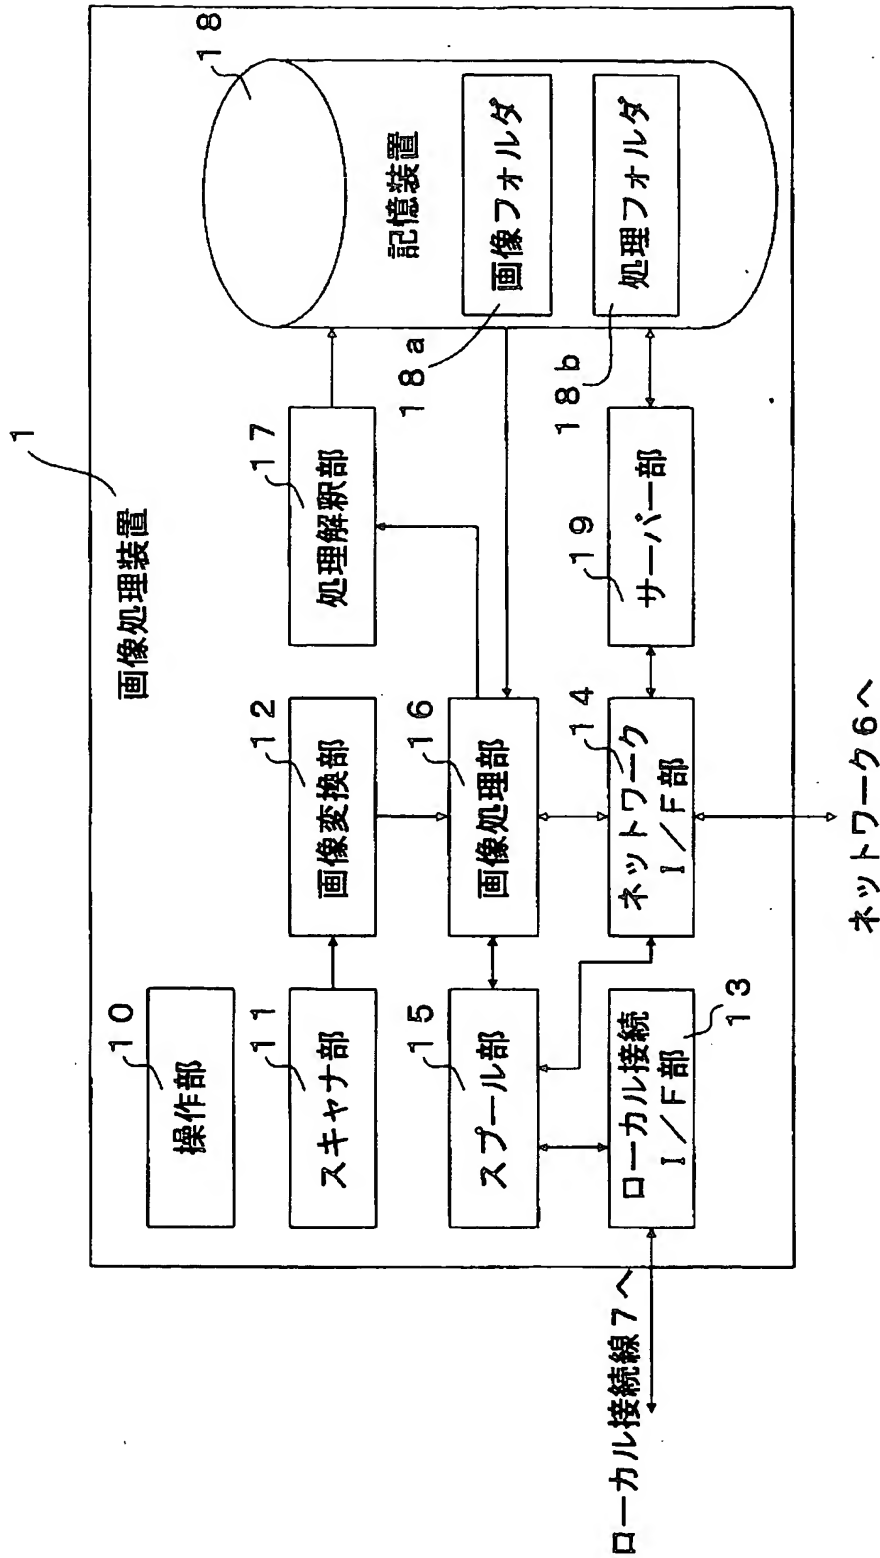 1
画像処理装置
10
操作部
11
スキャナ部
12
画像変換部
17
処理解釈部
18
記憶装置
画像フォルダ
18a
処理フォルダ
18b
15
スプール部
16
画像処理部
ローカル接続
I/F部
13
14
ネットワーク
I/F部
19
サーバー部
ローカル接続線7へ
ネットワーク6へ